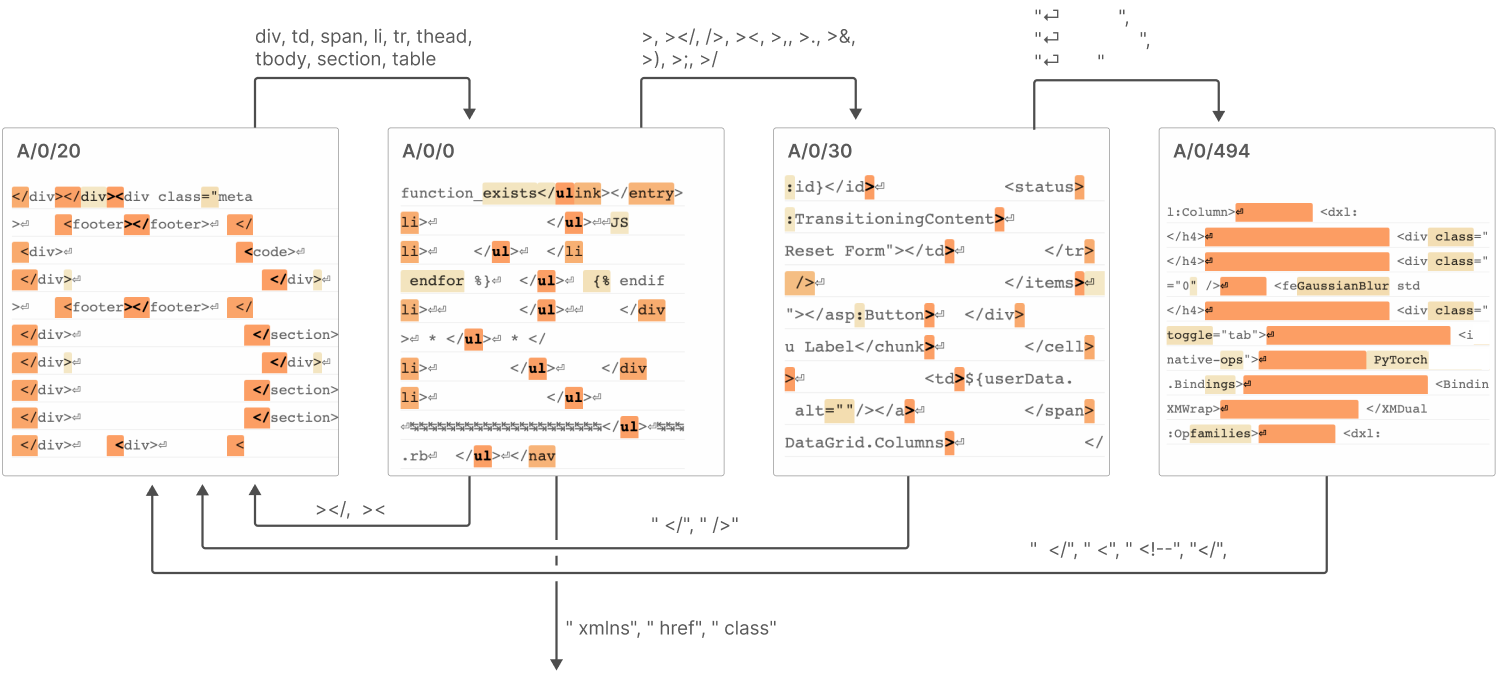 div, td, span, li, tr, thead,
tbody, section, table
>, ></, />, ><, >,, >., >&,
>), >;, >/
"⏎        ",
"⏎           ",
"⏎     "
A/0/20
</div></div><div class="meta
>⏎   <footer></footer>⏎ </
<div>⏎                    <code>⏎
</div>⏎                      </div>⏎
>⏎   <footer></footer>⏎ </
</div>⏎                    </section>
</div>⏎                      </div>⏎
</div>⏎                    </section>
</div>⏎                    </section>
</div>⏎   <div>⏎            <
A/0/0
function_exists</ulink></entry>
li>⏎             </ul>⏎⏎JS
li>⏎    </ul>⏎  </li
endfor %}⏎  </ul>⏎  {% endif
li>⏎⏎            </ul>⏎⏎      </div
>⏎ * </ul>⏎ * </
li>⏎        </ul>⏎     </div
li>⏎             </ul>⏎
⏎↹↹↹↹↹↹↹↹↹↹↹↹↹↹↹↹↹↹↹↹↹↹</ul>⏎↹↹↹
.rb⏎  </ul>⏎</nav
A/0/30
:id}</id>⏎              <status>
:TransitioningContent>⏎
Reset Form"></td>⏎           </tr>
/>⏎                      </items>⏎
"></asp:Button>⏎   </div>
u Label</chunk>⏎          </cell>
>⏎              <td>${userData.
alt=""/></a>⏎            </span>
DataGrid.Columns>⏎              </
A/0/494
l:Column>⏎         <dxl:
</h4>⏎                       <div class="
</h4>⏎                       <div class="
="0" />⏎      <feGaussianBlur std
</h4>⏎                       <div class="
toggle="tab">⏎                       <i
native-ops">⏎              PyTorch
.Bindings>⏎                       <Bindin
XMWrap>⏎                 </XMDual
:Opfamilies>⏎         <dxl:
></,  ><
" </", " />"
"  </", " <", " <!--", "</",
" xmlns", " href", " class"